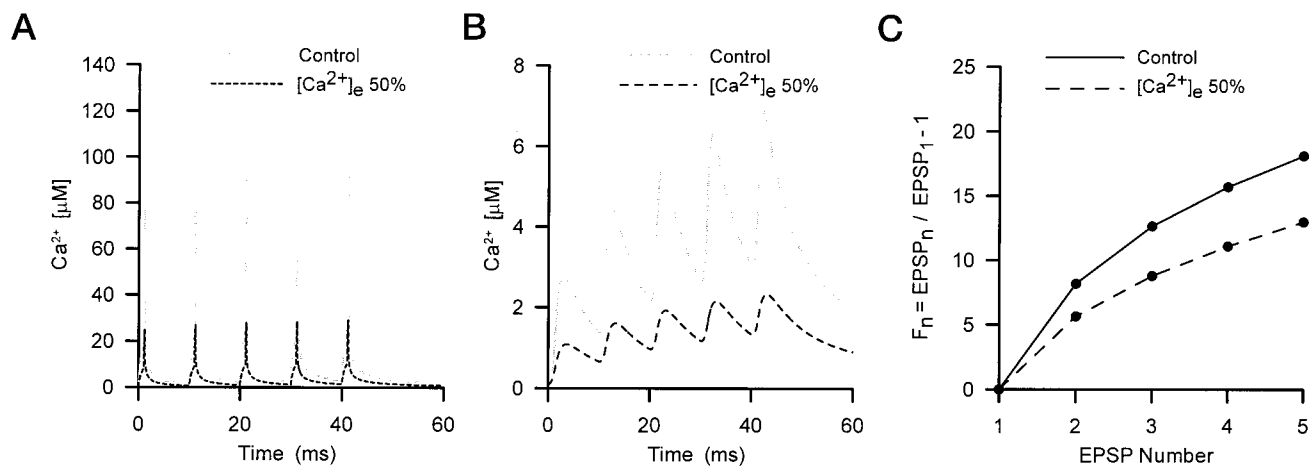 A
Control
[Ca2+]e 50%
140
120
100
80
60
40
20
0
Ca2+ [µM]
0
20
40
60
Time (ms)
B
Control
[Ca2+]e 50%
8
6
4
2
0
Ca2+ [µM]
0
20
40
60
Time (ms)
C
Control
[Ca2+]e 50%
25
20
15
10
5
0
Fn = EPSPn / EPSP1 - 1
1
2
3
4
5
EPSP Number